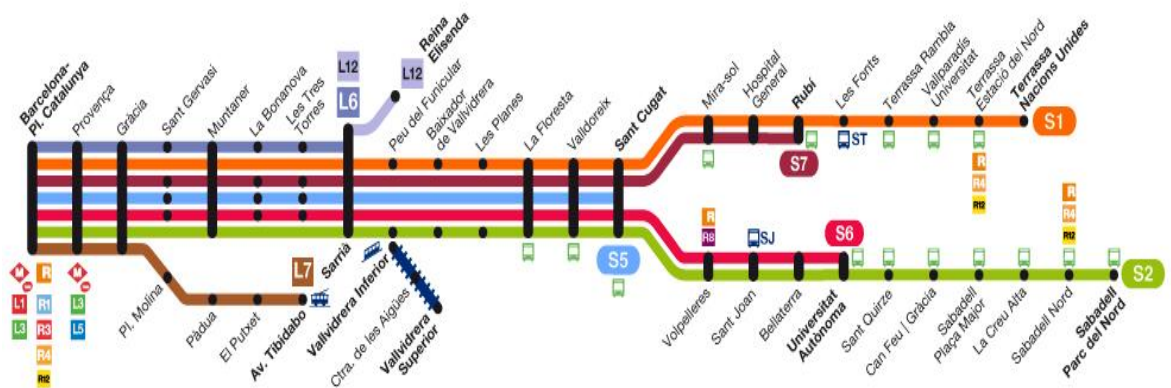 Barcelona-
Pl. Catalunya
Provença
Gràcia
Sant Gervasi
Muntaner
La Bonanova
Les Tres
Torres
L12
L6
L12
Reina
Elisenda
Peu del Funicular
Baixador
de Vallvidrera
Les Planes
La Floresta
Valldoreix
Sant Cugat
Mira-sol
Hospital
General
Rubí
Les Fonts
Terrassa Rambla
Vallparadís
Universitat
Terrassa
Estació del Nord
Terrassa
Nacions Unides
S1
ST
S7
R
R4
R12
R
R4
R12
R
R8
SJ
S6
S5
S2
M
R
M
L1
R1
L3
L3
R3
L5
R4
R12
Pl. Molina
Pàdua
El Putxet
L7
Av. Tibidabo
Sarrià
Vallvidrera Inferior
Ctra. de les Aigües
Vallvidrera
Superior
Volpelleres
Sant Joan
Bellaterra
Universitat
Autònoma
Sant Quirze
Can Feu | Gràcia
Sabadell
Plaça Major
La Creu Alta
Sabadell Nord
Sabadell
Parc del Nord